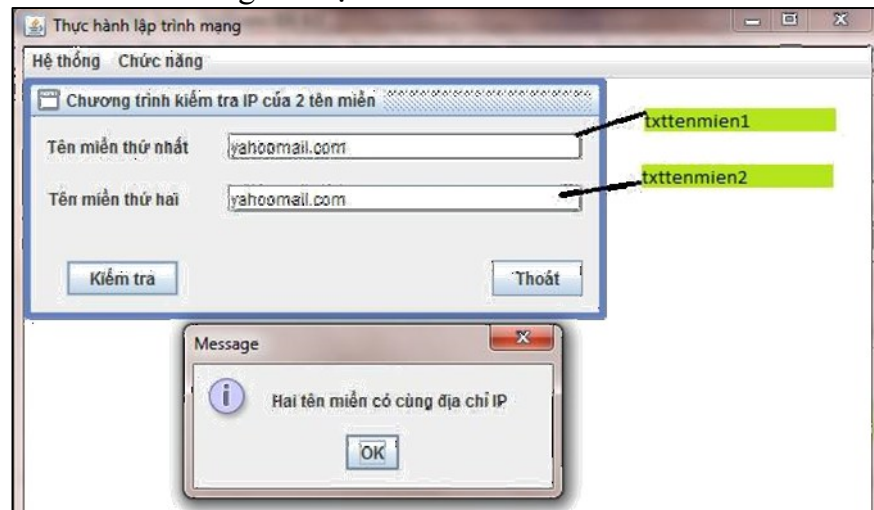 Thực hành lập trình mạng
Hệ thống Chức năng
Chương trình kiểm tra IP của 2 tên miền
txttenmien1
Tên miền thứ nhất yahoomail.com
txttenmien2
Tên miền thứ hai yahoomail.com
Kiểm tra Thoát
Message
Hai tên miền có cùng địa chỉ IP
OK